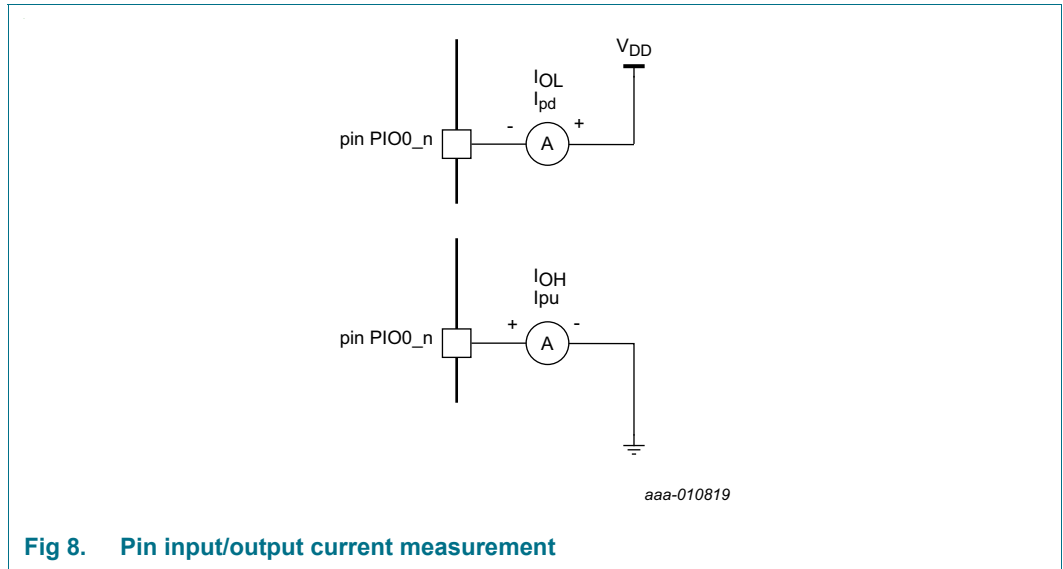 VDD
IOL
Ipd
- +
pin PIO0_n
A
IOH
Ipu
+ -
pin PIO0_n
A
aaa-010819
Fig 8. Pin input/output current measurement